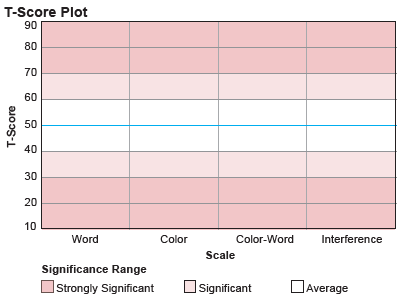 T-Score Plot
90
80
70
60
50
40
30
20
10
T-Score
Word Color Color-Word Interference
Scale
Significance Range
Strongly Significant Significant Average